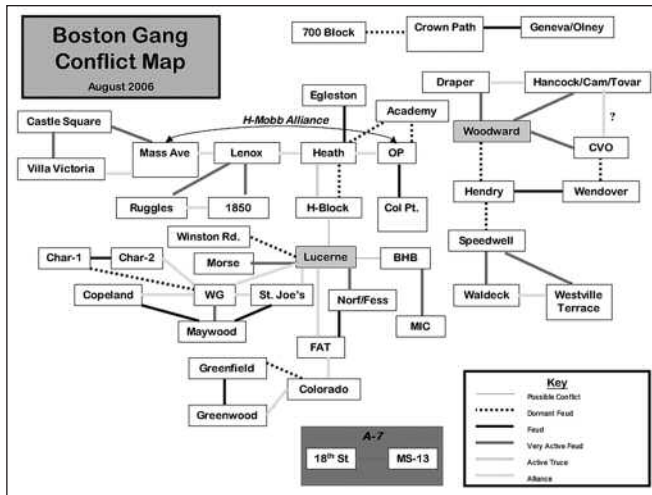 Boston Gang
Conflict Map
August 2006
700 Block
Crown Path
Geneva/Olney
Egleston
Academy
Draper
Hancock/Cam/Tovar
Castle Square
H-Mobb Alliance
Woodward
?
Villa Victoria
Mass Ave
Lenox
Heath
OP
CVO
Ruggles
1850
H-Block
Col Pt.
Hendry
Wendover
Winston Rd.
Speedwell
Char-1
Char-2
Morse
Lucerne
BHB
Copeland
WG
St. Joe's
Norf/Fess
Waldeck
Westville
Terrace
Maywood
MIC
FAT
Greenfield
Colorado
Greenwood
Key
Possible Conflict
Dormant Feud
Feud
Very Active Feud
Active Truce
Alliance
A-7
18th St
MS-13